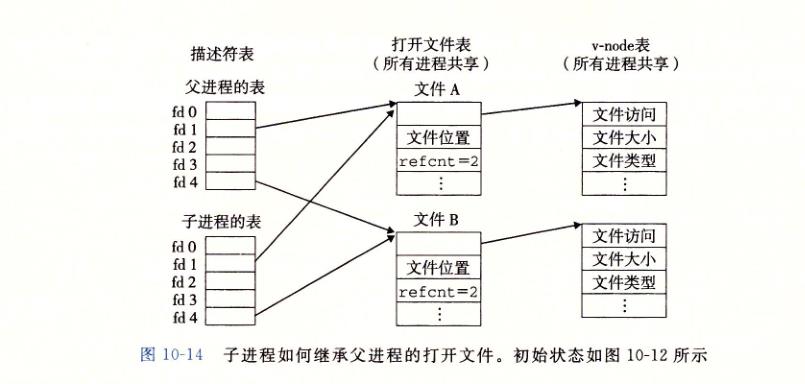 描述符表
打开文件表
（所有进程共享）
v-node表
（所有进程共享）
父进程的表
fd 0
fd 1
fd 2
fd 3
fd 4
文件 A
文件位置
refcnt=2
⋮
文件访问
文件大小
文件类型
⋮
子进程的表
fd 0
fd 1
fd 2
fd 3
fd 4
文件 B
文件位置
refcnt=2
⋮
文件访问
文件大小
文件类型
⋮
图 10-14 子进程如何继承父进程的打开文件。初始状态如图 10-12 所示